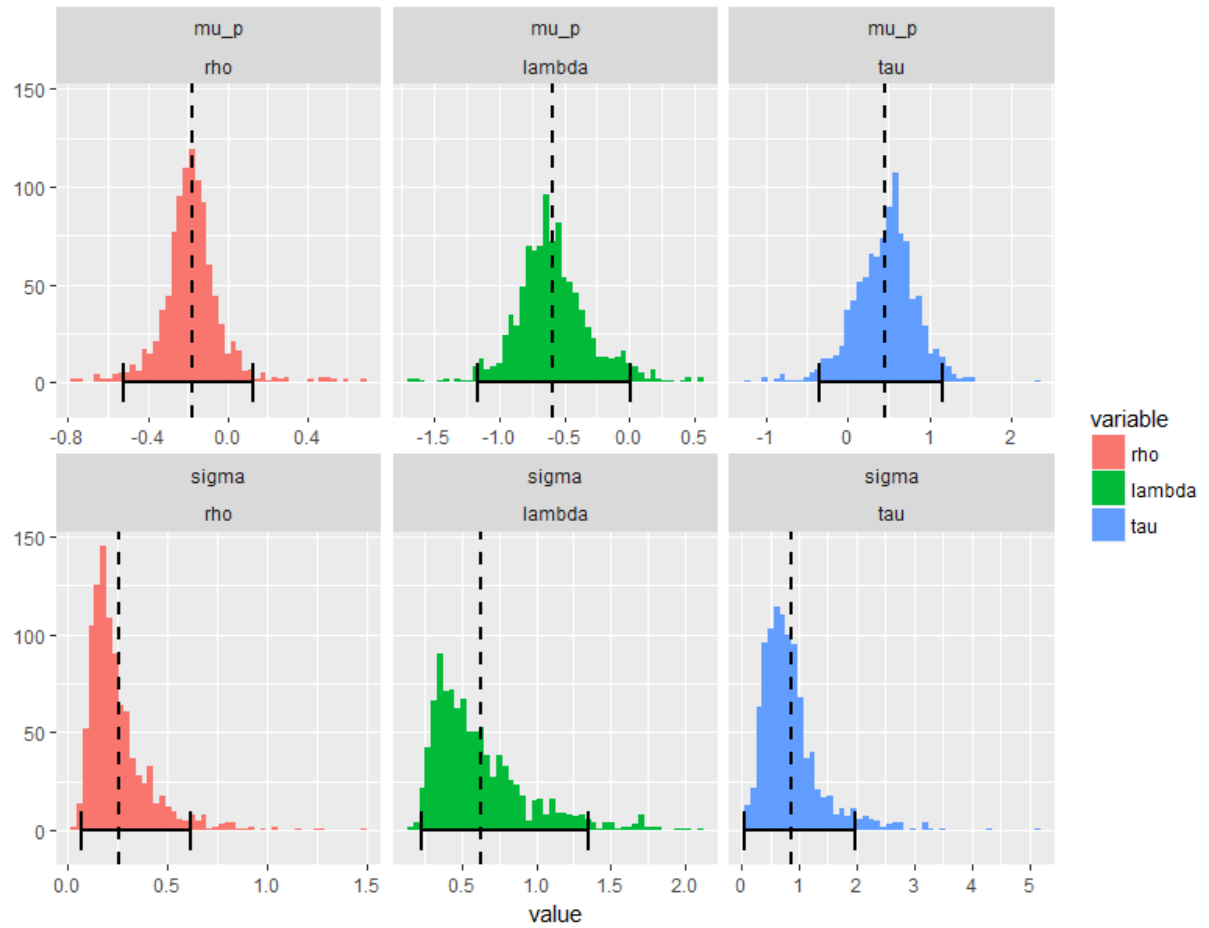 mu_p mu_p mu_p
rho lambda tau
150
100
50
0
-0.8 -0.4 0.0 0.4 -1.5 -1.0 -0.5 0.0 0.5 -1 0 1 2
sigma sigma sigma
rho lambda tau
150
100
50
0
0.0 0.5 1.0 1.5 0.5 1.0 1.5 2.0 0 1 2 3 4 5
value
variable
rho
lambda
tau